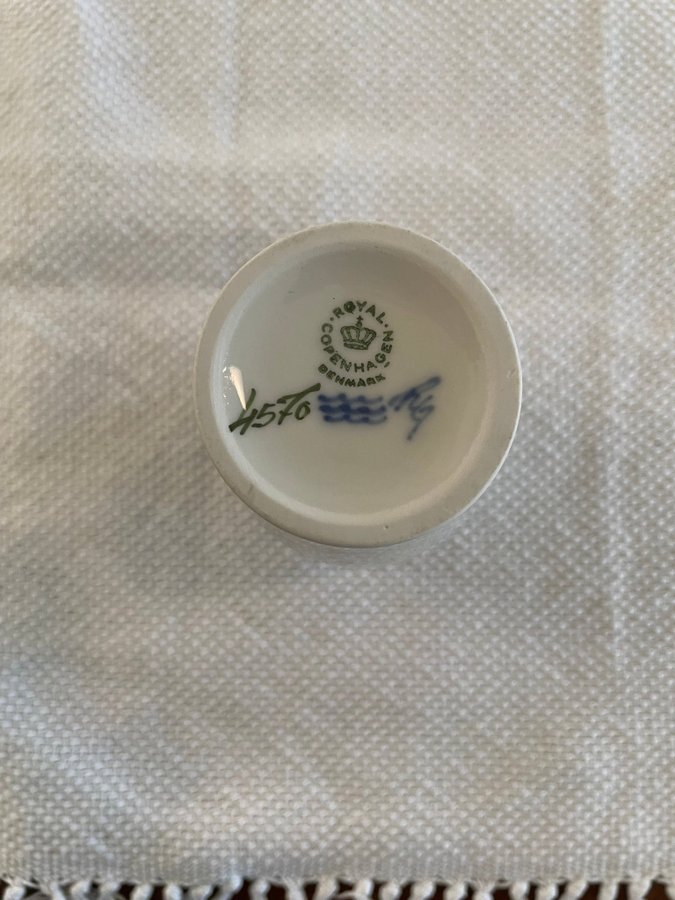 ROYAL
COPENHAGEN
DENMARK
4570